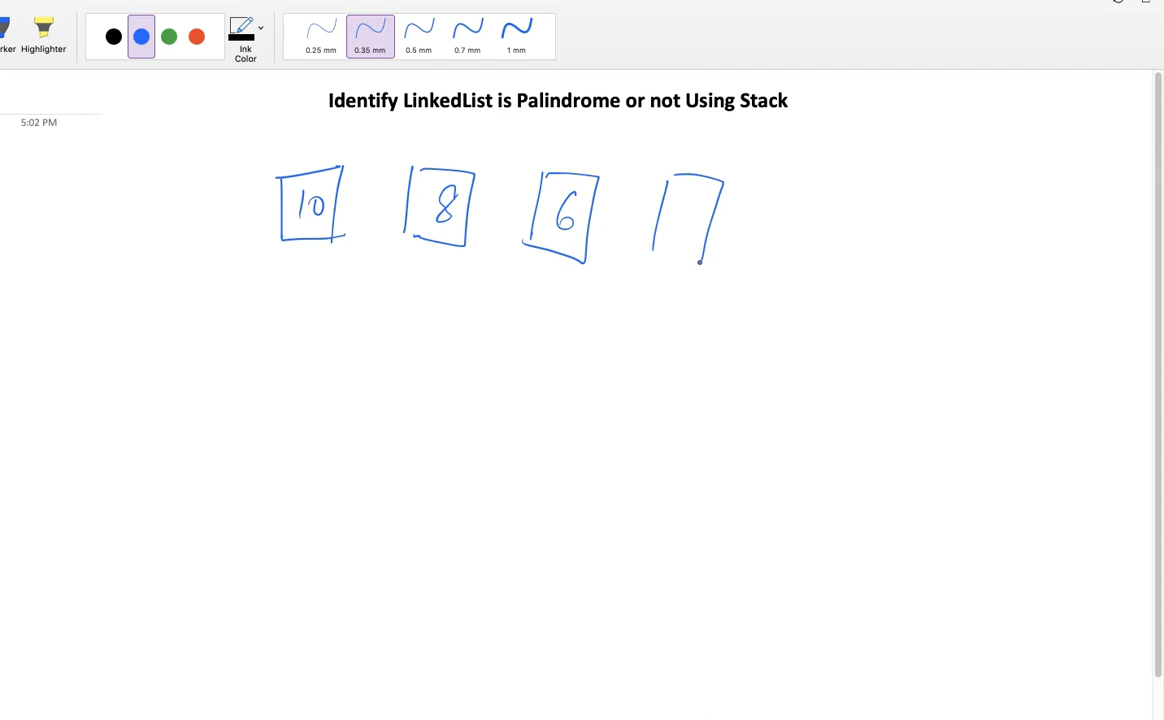 rker Highlighter Ink Color 0.25 mm 0.35 mm 0.5 mm 0.7 mm 1 mm
Identify LinkedList is Palindrome or not Using Stack
5:02 PM
10 8 6